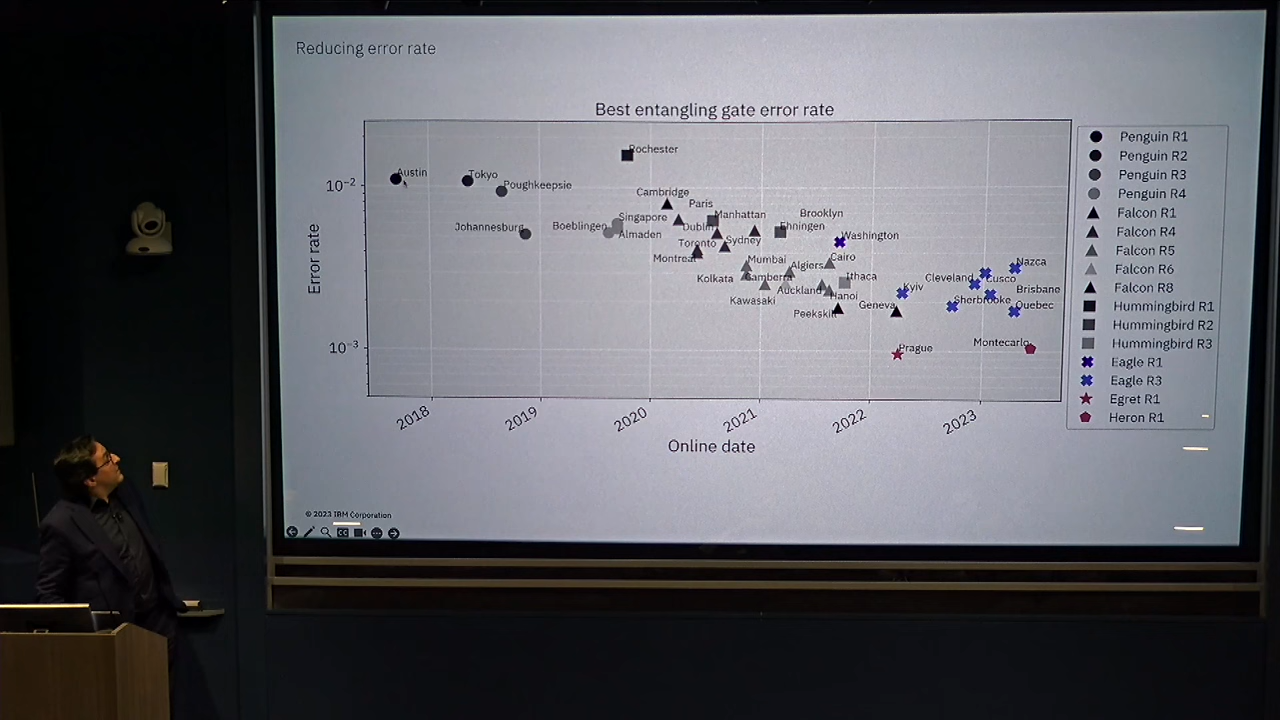 Reducing error rate
Best entangling gate error rate
Rochester
Austin
Tokyo
Poughkeepsie
10⁻²
Cambridge
Paris
Singapore
Manhattan
Brooklyn
Johannesburg
Boeblingen
Dublin
Ehningen
Almaden
Washington
Toronto
Sydney
Montreal
Mumbai
Algiers
Cairo
Nazca
Kolkata
Canberra
Ithaca
Cleveland
Cusco
Auckland
Hanoi
Kyiv
Brisbane
Kawasaki
Sherbrooke
Quebec
Peekskill
Geneva
Prague
Montecarlo
10⁻³
Error rate
2018
2019
2020
2021
2022
2023
Online date
Penguin R1
Penguin R2
Penguin R3
Penguin R4
Falcon R1
Falcon R4
Falcon R5
Falcon R6
Falcon R8
Hummingbird R1
Hummingbird R2
Hummingbird R3
Eagle R1
Eagle R3
Egret R1
Heron R1
© 2023 IBM Corporation
CC